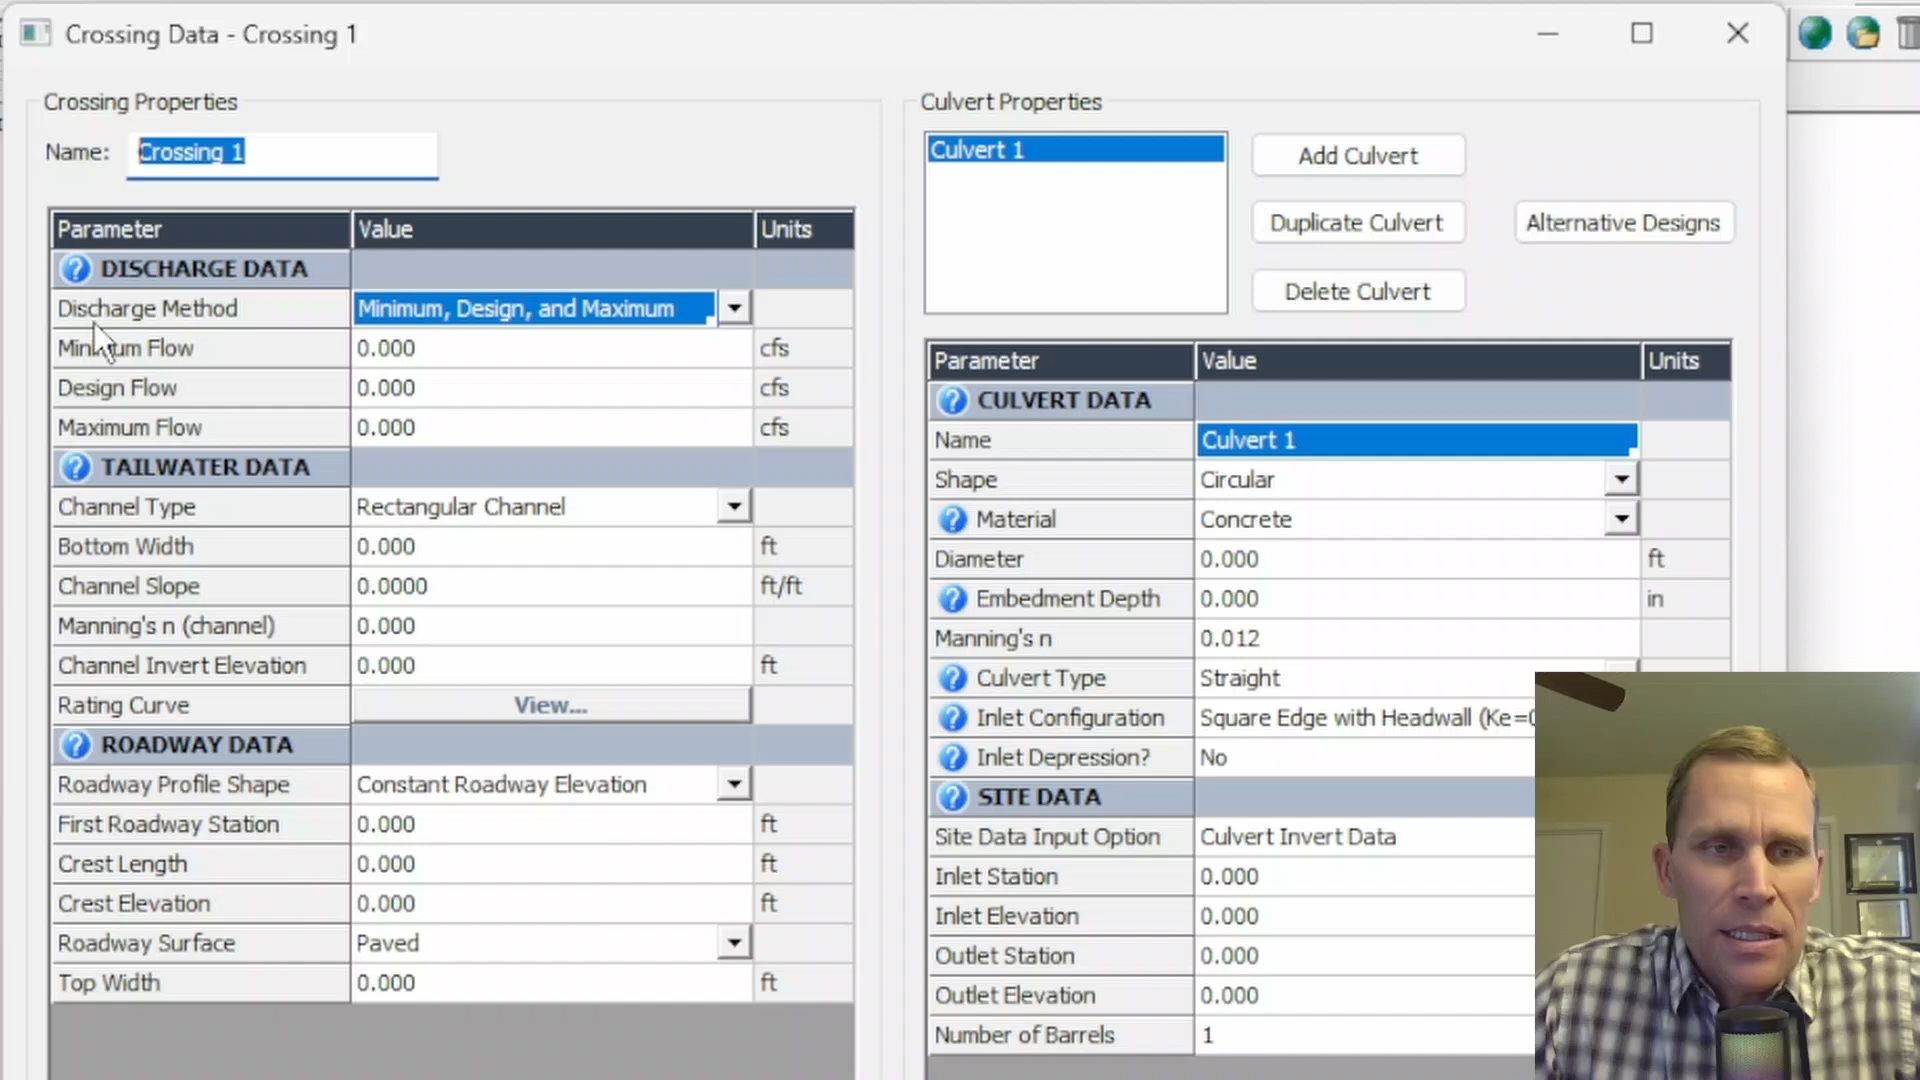 Crossing Data - Crossing 1
Crossing Properties
Name: Crossing 1
Parameter Value Units
DISCHARGE DATA
Discharge Method Minimum, Design, and Maximum
Minimum Flow 0.000 cfs
Design Flow 0.000 cfs
Maximum Flow 0.000 cfs
TAILWATER DATA
Channel Type Rectangular Channel
Bottom Width 0.000 ft
Channel Slope 0.0000 ft/ft
Manning's n (channel) 0.000
Channel Invert Elevation 0.000 ft
Rating Curve View...
ROADWAY DATA
Roadway Profile Shape Constant Roadway Elevation
First Roadway Station 0.000 ft
Crest Length 0.000 ft
Crest Elevation 0.000 ft
Roadway Surface Paved
Top Width 0.000 ft
Culvert Properties
Culvert 1
Add Culvert
Duplicate Culvert
Alternative Designs
Delete Culvert
Parameter Value Units
CULVERT DATA
Name Culvert 1
Shape Circular
Material Concrete
Diameter 0.000 ft
Embedment Depth 0.000 in
Manning's n 0.012
Culvert Type Straight
Inlet Configuration Square Edge with Headwall (Ke=
Inlet Depression? No
SITE DATA
Site Data Input Option Culvert Invert Data
Inlet Station 0.000
Inlet Elevation 0.000
Outlet Station 0.000
Outlet Elevation 0.000
Number of Barrels 1